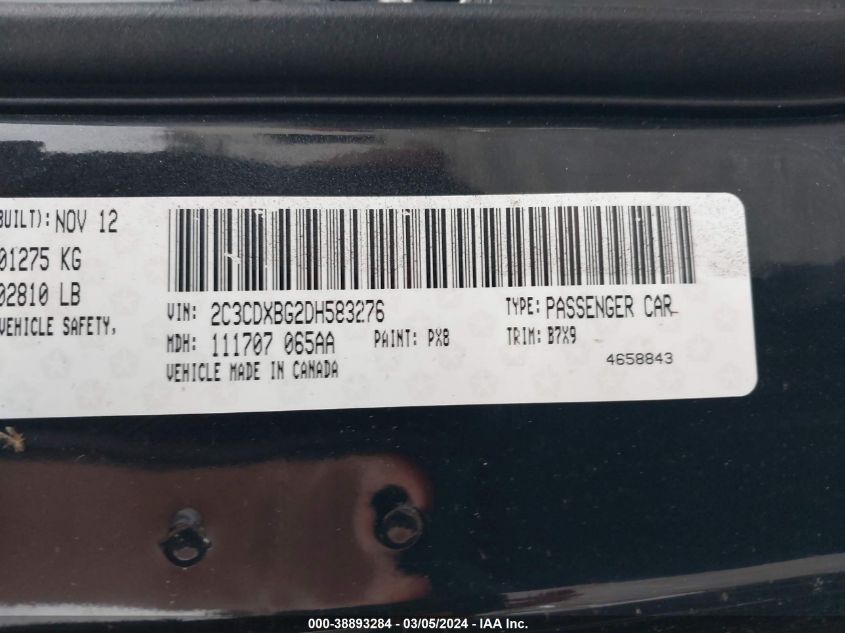 BUILT): NOV 12
01275 KG
02810 LB
VEHICLE SAFETY,
VIN: 2C3CDXBG2DH583276 TYPE: PASSENGER CAR
MDH: 111707 065AA PAINT: PX8 TRIM: B7X9
VEHICLE MADE IN CANADA 4658843
000-38893284 - 03/05/2024 - IAA Inc.